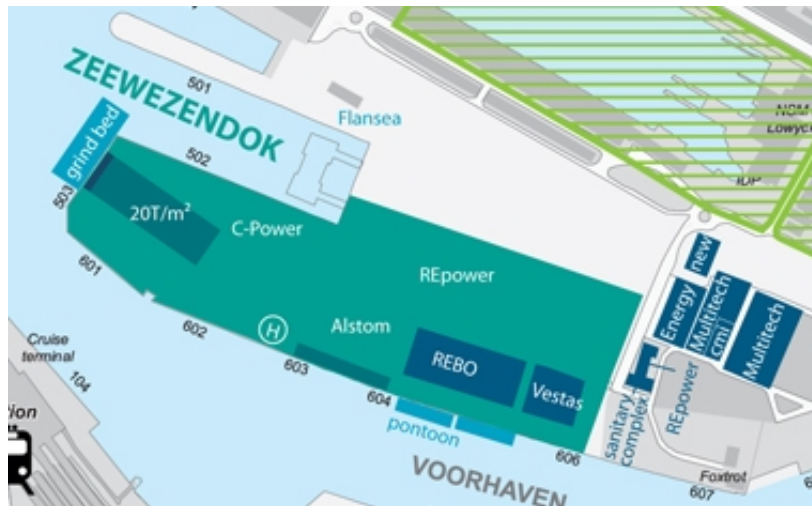 ZEEWEZENDOK
501
Flansea
grind bed
502
503
20T/m²
C-Power
601
602
H
REpower
Alstom
603
604
REBO
Vestas
pontoon
606
VOORHAVEN
Cruise
terminal
104
NSM
IDP
new
Energy
Multitech
cmi
Multitech
sanitary
complex
REpower
Foxtrot
607